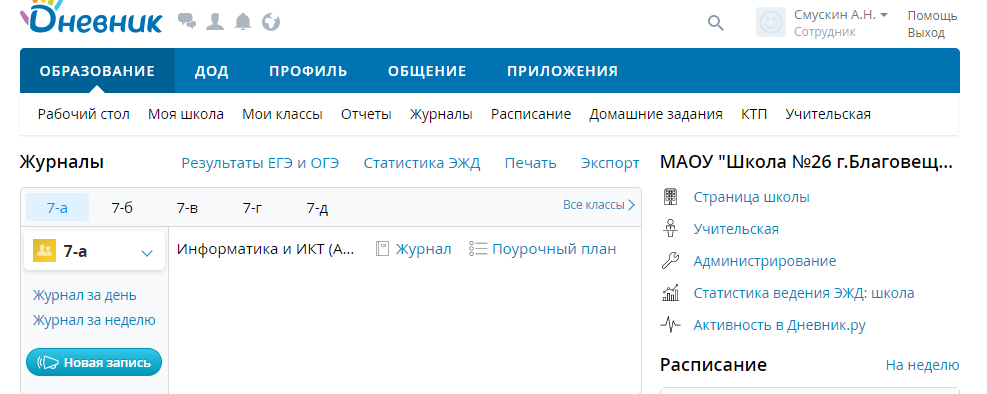 Дневник
Смускин А.Н.
Сотрудник
Помощь
Выход
ОБРАЗОВАНИЕ ДОД ПРОФИЛЬ ОБЩЕНИЕ ПРИЛОЖЕНИЯ
Рабочий стол Моя школа Мои классы Отчеты Журналы Расписание Домашние задания КТП Учительская
Журналы Результаты ЕГЭ и ОГЭ Статистика ЭЖД Печать Экспорт
7-а 7-б 7-в 7-г 7-д Все классы
7-а
Информатика и ИКТ (А... Журнал Поурочный план
Журнал за день
Журнал за неделю
Новая запись
МАОУ "Школа №26 г.Благовещ...
Страница школы
Учительская
Администрирование
Статистика ведения ЭЖД: школа
Активность в Дневник.ру
Расписание На неделю